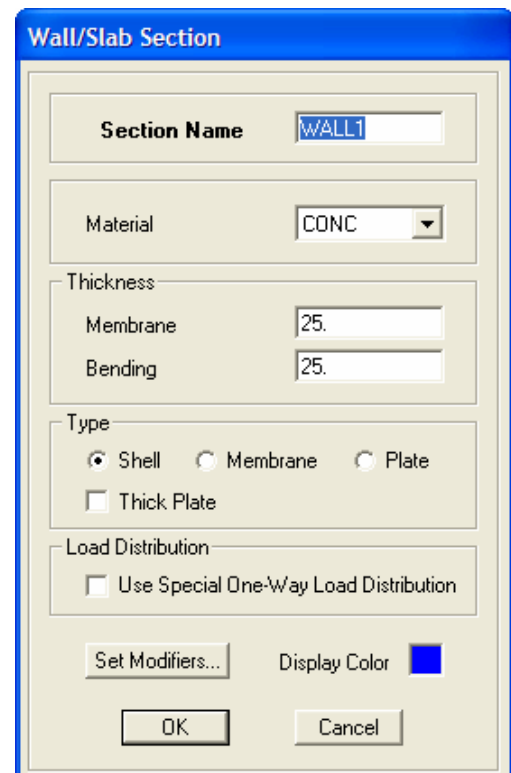 Wall/Slab Section
Section Name WALL1
Material CONC
Thickness
Membrane 25.
Bending 25.
Type
Shell Membrane Plate
Thick Plate
Load Distribution
Use Special One-Way Load Distribution
Set Modifiers... Display Color
OK Cancel